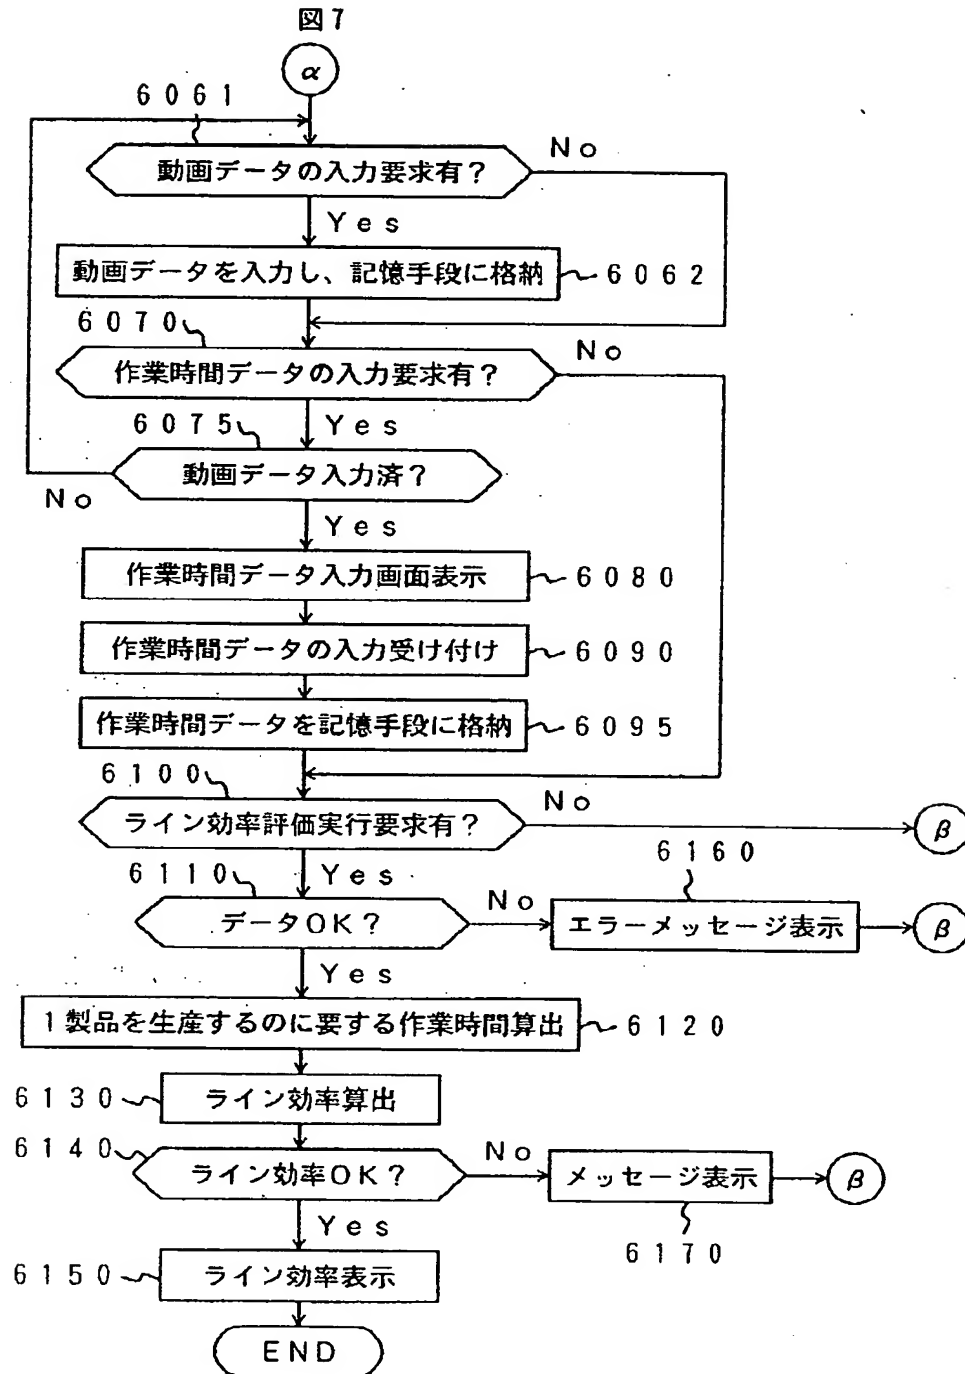 図7
α
6061
動画データの入力要求有?
No
Yes
動画データを入力し、記憶手段に格納
6062
6070
作業時間データの入力要求有?
No
6075
Yes
動画データ入力済?
No
Yes
作業時間データ入力画面表示
6080
作業時間データの入力受け付け
6090
作業時間データを記憶手段に格納
6095
6100
ライン効率評価実行要求有?
No
β
6110
Yes
6160
データOK?
No
エラーメッセージ表示
β
Yes
1製品を生産するのに要する作業時間算出
6120
6130
ライン効率算出
6140
ライン効率OK?
No
メッセージ表示
β
Yes
6170
6150
ライン効率表示
END